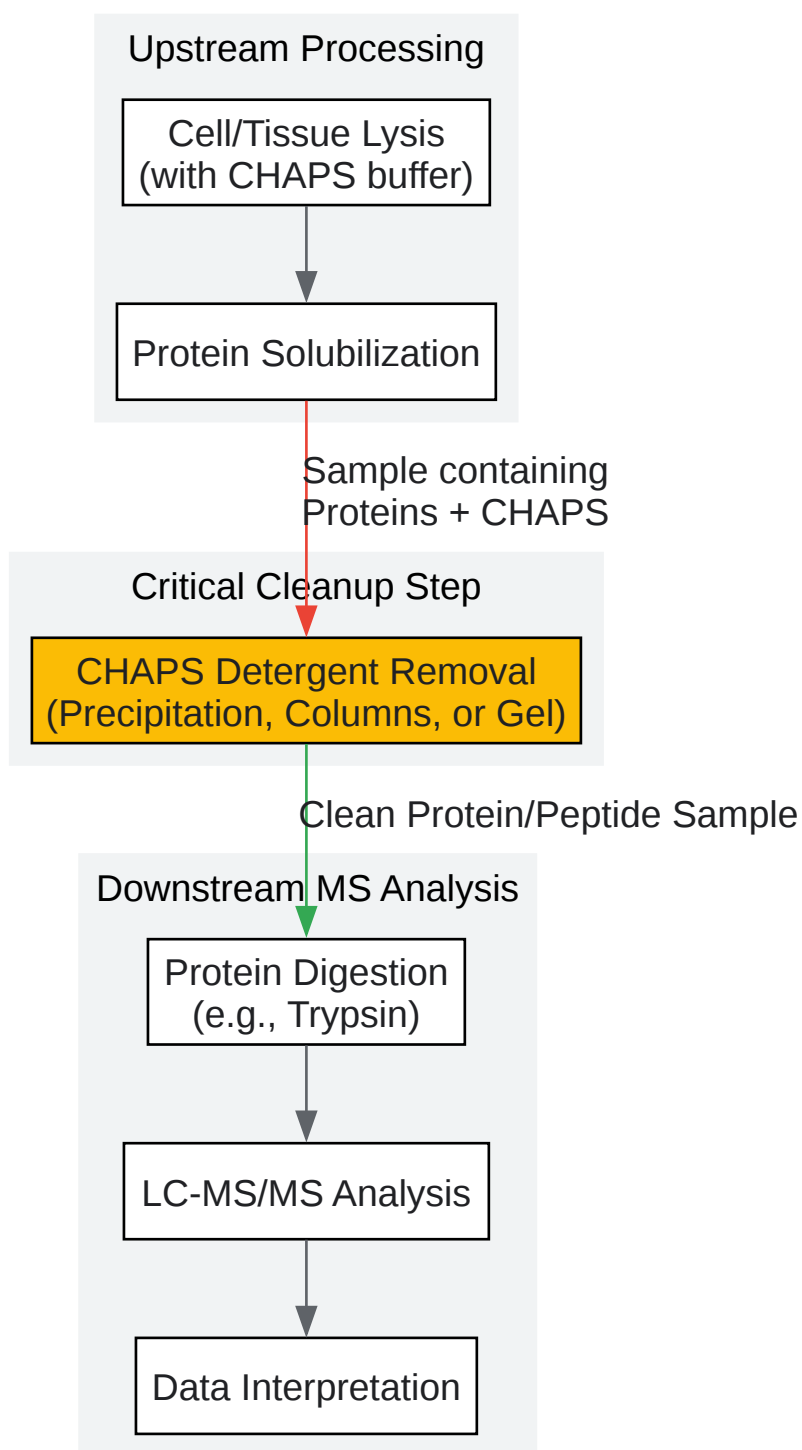 Upstream Processing
Cell/Tissue Lysis
(with CHAPS buffer)
Protein Solubilization
Sample containing
Proteins + CHAPS
Critical Cleanup Step
CHAPS Detergent Removal
(Precipitation, Columns, or Gel)
Clean Protein/Peptide Sample
Downstream MS Analysis
Protein Digestion
(e.g., Trypsin)
LC-MS/MS Analysis
Data Interpretation